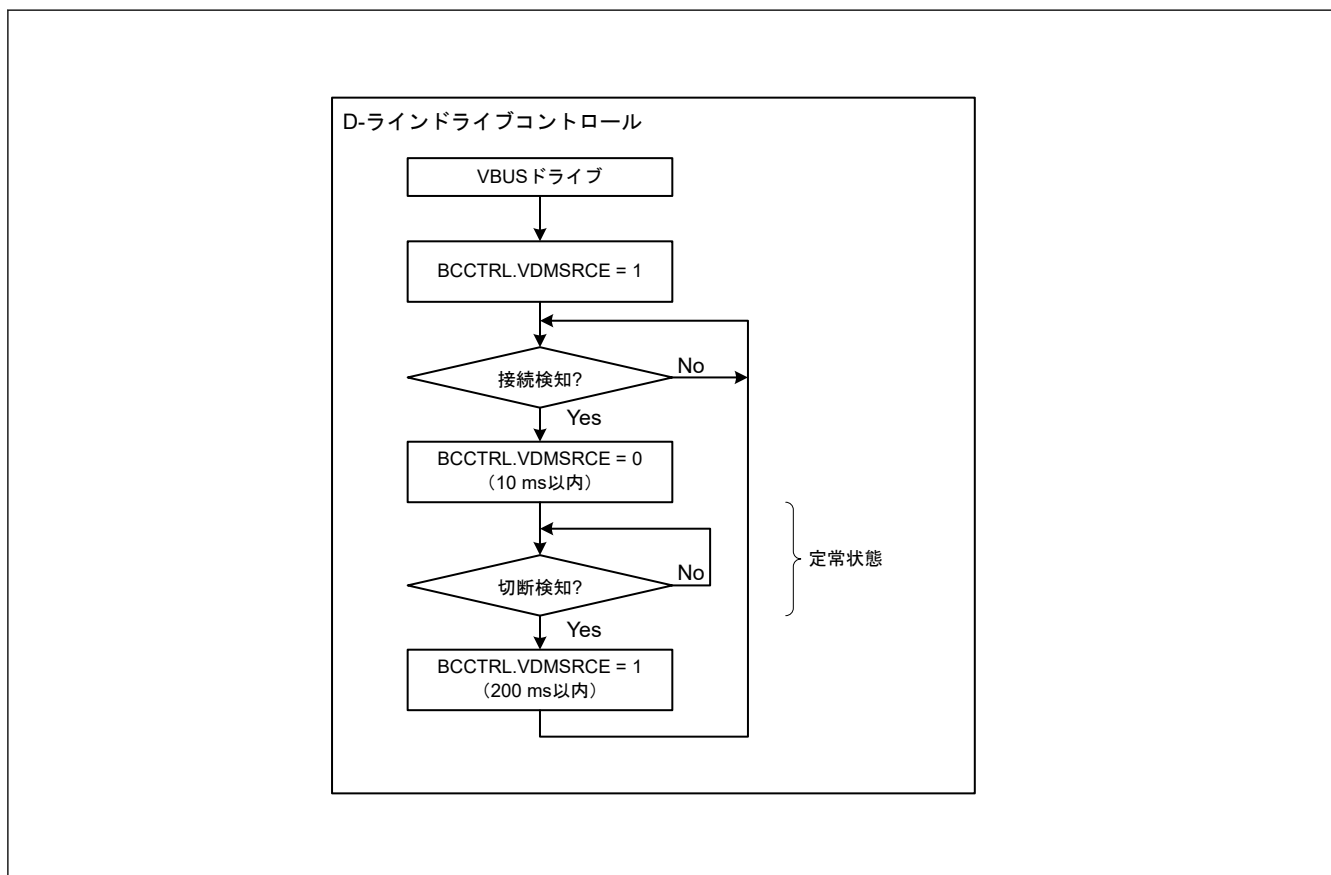 D-ラインドライブコントロール
VBUSドライブ
BCCTRL.VDMSRCE = 1
接続検知?
No
Yes
BCCTRL.VDMSRCE = 0
（10 ms以内）
定常状態
切断検知?
No
Yes
BCCTRL.VDMSRCE = 1
（200 ms以内）